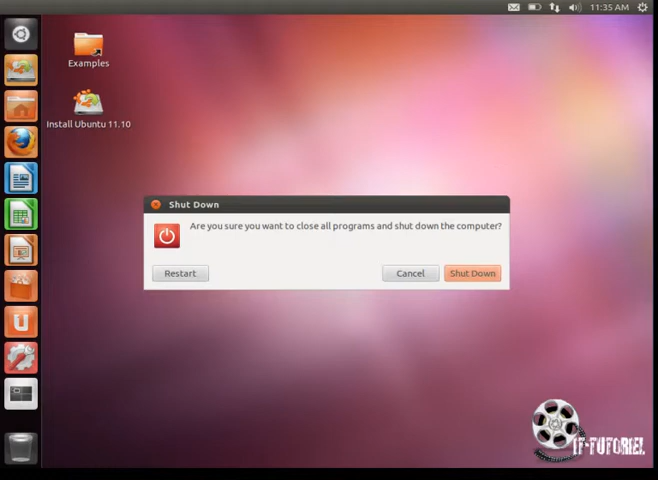 11:35 AM
Examples
Install Ubuntu 11.10
Shut Down
Are you sure you want to close all programs and shut down the computer?
Restart
Cancel
Shut Down
IT-TUTORIEL